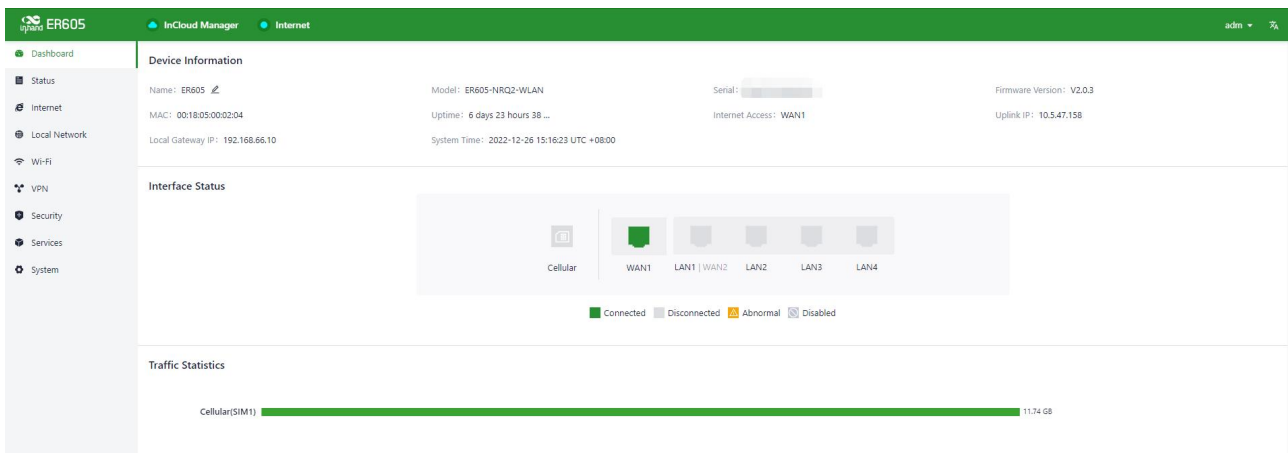 inhand ER605 InCloud Manager Internet adm
Dashboard
Status
Internet
Local Network
Wi-Fi
VPN
Security
Services
System
Device Information
Name: ER605 Model: ER605-NRQ2-WLAN Serial: Firmware Version: V2.0.3
MAC: 00:18:05:00:02:04 Uptime: 6 days 23 hours 38 ... Internet Access: WAN1 Uplink IP: 10.5.47.158
Local Gateway IP: 192.168.66.10 System Time: 2022-12-26 15:16:23 UTC +08:00
Interface Status
Cellular WAN1 LAN1 | WAN2 LAN2 LAN3 LAN4
Connected Disconnected Abnormal Disabled
Traffic Statistics
Cellular(SIM1) 11.74 GB